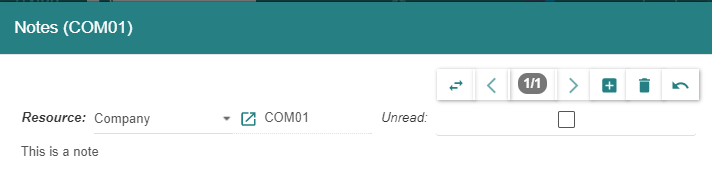 Notes (COM01)
1/1
Resource: Company COM01 Unread:
This is a note